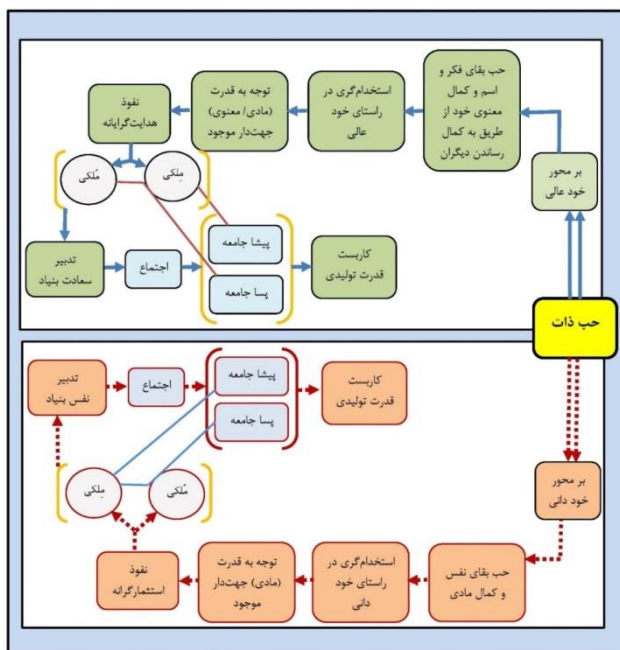 حب ذات
بر محور
خود عالی
حب بقای فکر و
اسم و کمال
معنوی خود از
طریق به کمال
رساندن دیگران
استخدام‌گری در
راستای خود
عالی
توجه به قدرت
(مادی/ معنوی)
جهت‌دار موجود
نفوذ
هدایت‌گرایانه
مِلکی
مُلکی
تدبیر
سعادت بنیاد
اجتماع
پیشا جامعه
پسا جامعه
کاربست
قدرت تولیدی
بر محور
خود دانی
حب بقای نفس
و کمال مادی
استخدام‌گری در
راستای خود
دانی
توجه به قدرت
(مادی) جهت‌دار
موجود
نفوذ
استثمارگرانه
مُلکی
مِلکی
تدبیر
نفس بنیاد
اجتماع
پیشا جامعه
پسا جامعه
کاربست
قدرت تولیدی